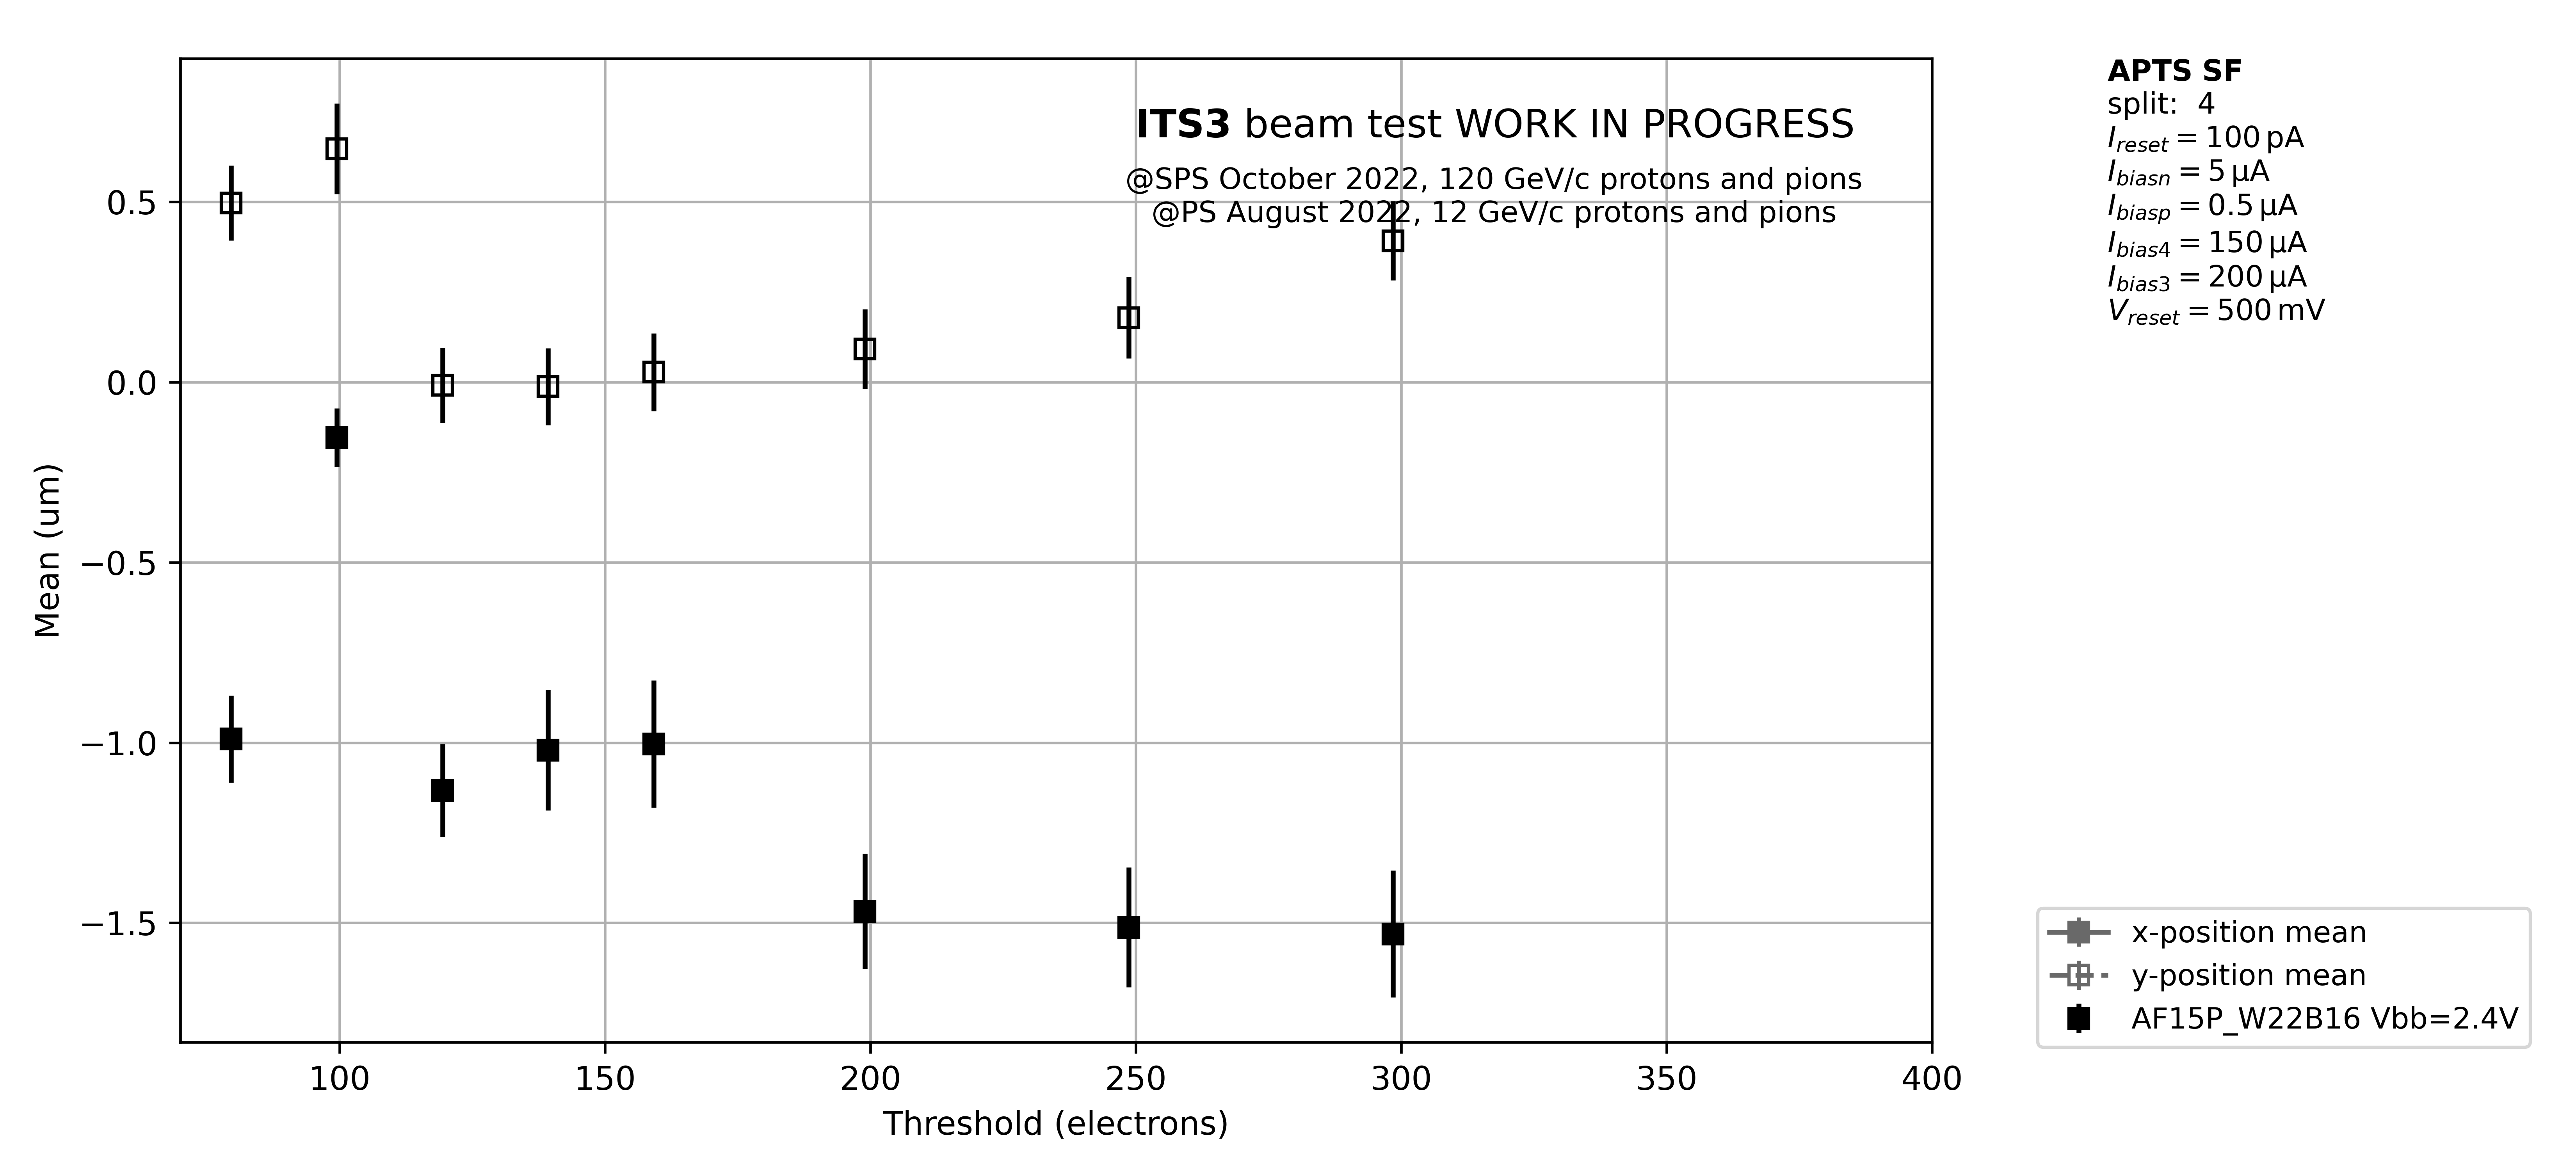 ITS3 beam test WORK IN PROGRESS
@SPS October 2022, 120 GeV/c protons and pions
@PS August 2022, 12 GeV/c protons and pions
0.5
0.0
−0.5
−1.0
−1.5
Mean (um)
100 150 200 250 300 350 400
Threshold (electrons)
APTS SF
split: 4
I_reset = 100 pA
I_biasn = 5 µA
I_biasp = 0.5 µA
I_bias4 = 150 µA
I_bias3 = 200 µA
V_reset = 500 mV
x-position mean
y-position mean
AF15P_W22B16 Vbb=2.4V